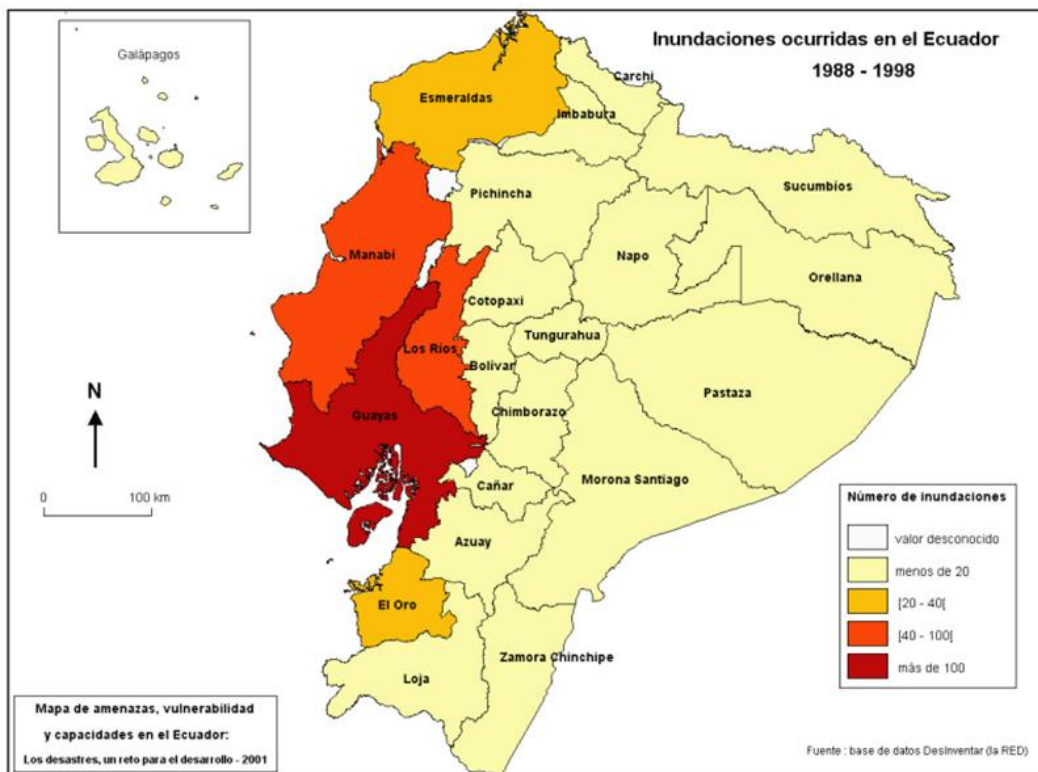 Galápagos
Inundaciones ocurridas en el Ecuador
1988 - 1998
Carchi
Esmeraldas
Imbabura
Sucumbíos
Pichincha
Manabí
Napo
Orellana
Cotopaxi
Tungurahua
Los Ríos
Bolívar
Pastaza
N
Guayas
Chimborazo
Cañar
Morona Santiago
0 100 km
Azuay
El Oro
Zamora Chinchipe
Loja
Número de inundaciones
valor desconocido
menos de 20
[20 - 40[
[40 - 100[
más de 100
Mapa de amenazas, vulnerabilidad
y capacidades en el Ecuador:
Los desastres, un reto para el desarrollo - 2001
Fuente : base de datos DesInventar (la RED)